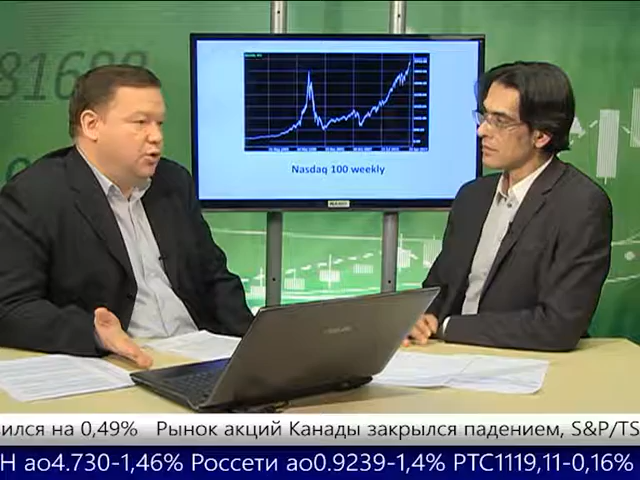 81688
Nasdaq 100 weekly
ился на 0,49% Рынок акций Канады закрылся падением, S&P/TS
Н ао4.730-1,46% Россети ао0.9239-1,4% РТС1119,11-0,16%